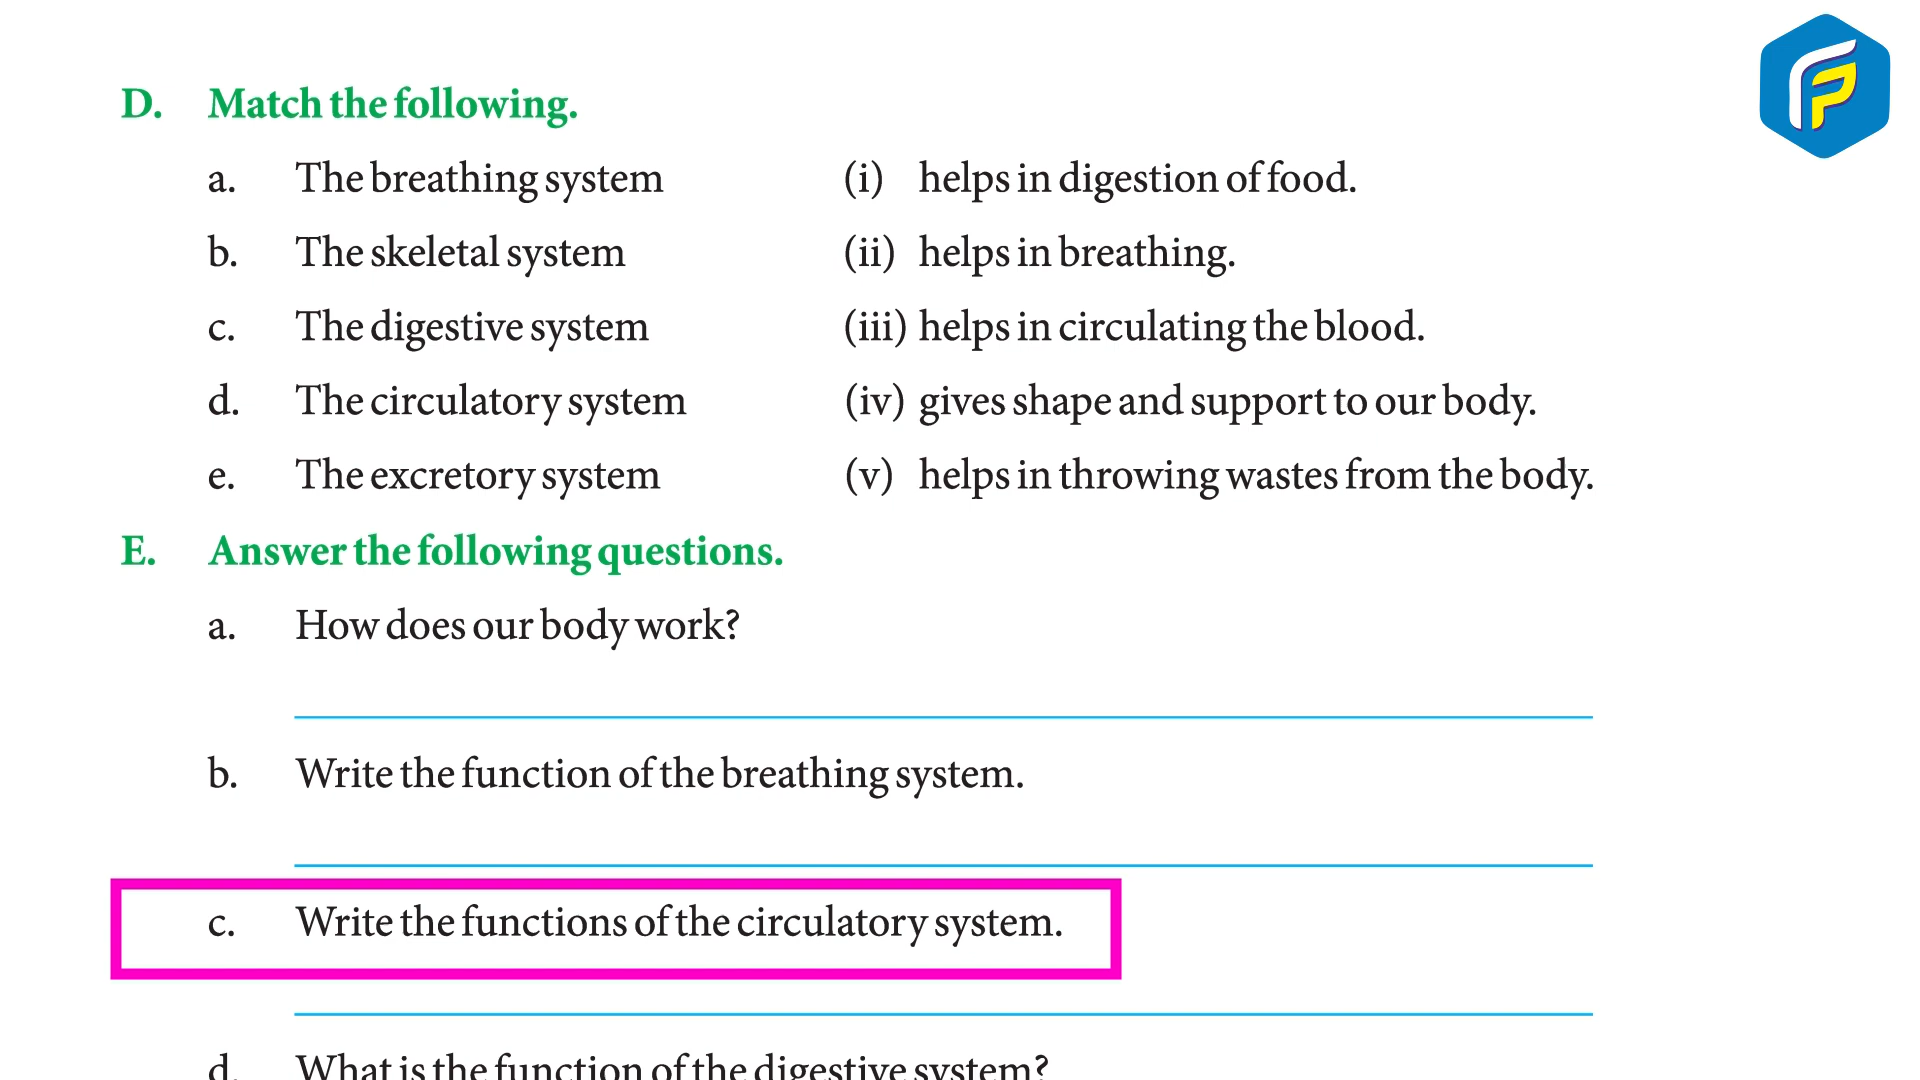 D. Match the following.
a. The breathing system (i) helps in digestion of food.
b. The skeletal system (ii) helps in breathing.
c. The digestive system (iii) helps in circulating the blood.
d. The circulatory system (iv) gives shape and support to our body.
e. The excretory system (v) helps in throwing wastes from the body.
E. Answer the following questions.
a. How does our body work?
b. Write the function of the breathing system.
c. Write the functions of the circulatory system.
d. What is the function of the digestive system?